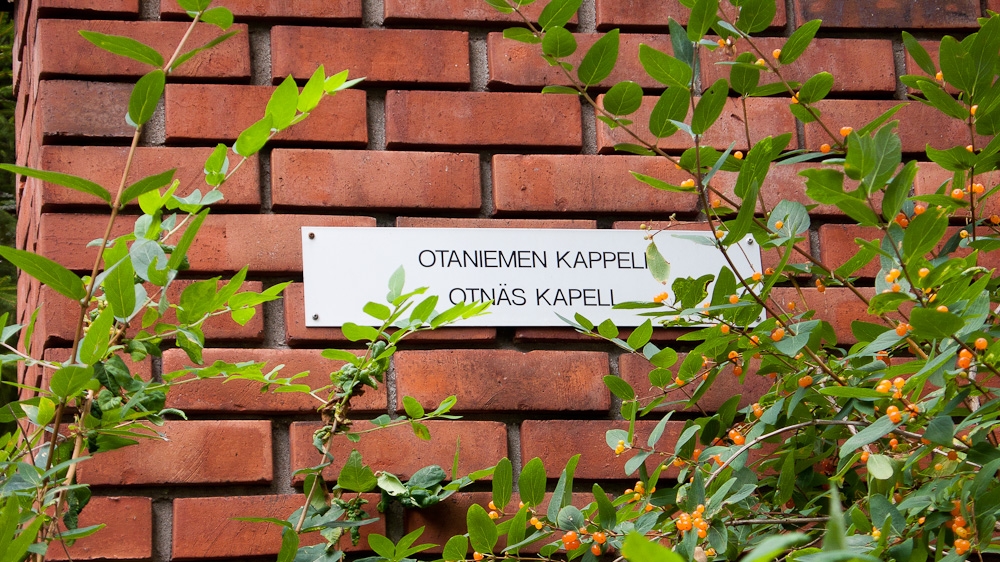 OTANIEMEN KAPPELI
OTNÄS KAPELL